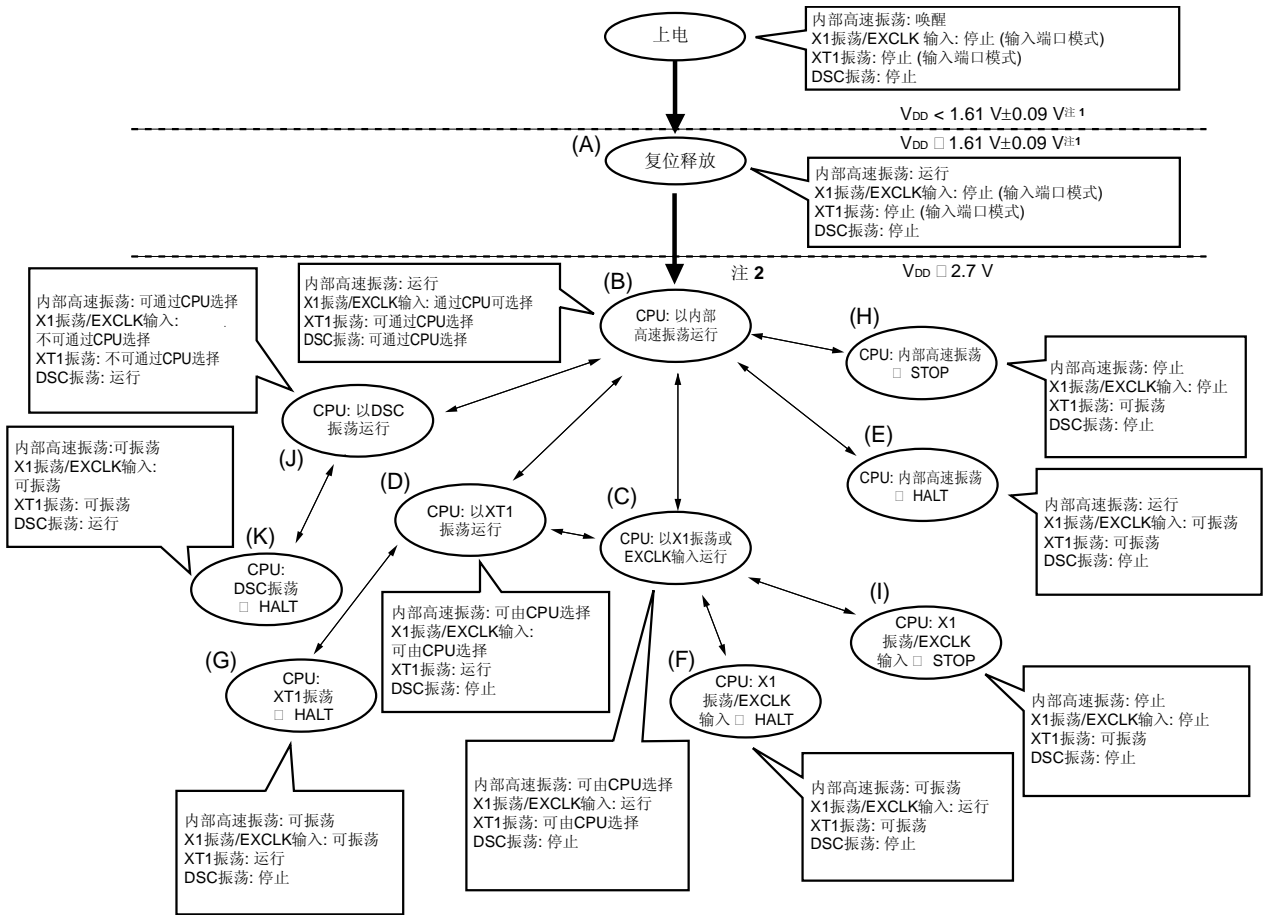 上电
内部高速振荡: 唤醒
X1振荡/EXCLK 输入: 停止 (输入端口模式)
XT1振荡: 停止 (输入端口模式)
DSC振荡: 停止
VDD < 1.61 V±0.09 V注 1
VDD □ 1.61 V±0.09 V注1
(A)
复位释放
内部高速振荡: 运行
X1振荡/EXCLK输入: 停止 (输入端口模式)
XT1振荡: 停止 (输入端口模式)
DSC振荡: 停止
注 2
VDD □ 2.7 V
(B)
CPU: 以内部
高速振荡运行
内部高速振荡: 运行
X1振荡/EXCLK输入: 通过CPU可选择
XT1振荡: 可通过CPU选择
DSC振荡: 可通过CPU选择
内部高速振荡: 可通过CPU选择
X1振荡/EXCLK输入:
不可通过CPU选择
XT1振荡: 不可通过CPU选择
DSC振荡: 运行
(H)
CPU: 内部高速振荡
□ STOP
内部高速振荡: 停止
X1振荡/EXCLK输入: 停止
XT1振荡: 可振荡
DSC振荡: 停止
CPU: 以DSC
振荡运行
(J)
内部高速振荡:可振荡
X1振荡/EXCLK输入:
可振荡
XT1振荡: 可振荡
DSC振荡: 运行
(E)
CPU: 内部高速振荡
□ HALT
内部高速振荡: 运行
X1振荡/EXCLK输入: 可振荡
XT1振荡: 可振荡
DSC振荡: 停止
(D)
CPU: 以XT1
振荡运行
(C)
CPU: 以X1振荡或
EXCLK输入运行
(K)
CPU:
DSC振荡
□ HALT
内部高速振荡: 可由CPU选择
X1振荡/EXCLK输入:
可由CPU选择
XT1振荡: 运行
DSC振荡: 停止
(I)
CPU: X1
振荡/EXCLK
输入 □ STOP
(G)
CPU:
XT1振荡
□ HALT
(F)
CPU: X1
振荡/EXCLK
输入 □ HALT
内部高速振荡: 停止
X1振荡/EXCLK输入: 停止
XT1振荡: 可振荡
DSC振荡: 停止
内部高速振荡: 可由CPU选择
X1振荡/EXCLK输入: 运行
XT1振荡: 可由CPU选择
DSC振荡: 停止
内部高速振荡: 可振荡
X1振荡/EXCLK输入: 运行
XT1振荡: 可振荡
DSC振荡: 停止
内部高速振荡: 可振荡
X1振荡/EXCLK输入: 可振荡
XT1振荡: 运行
DSC振荡: 停止